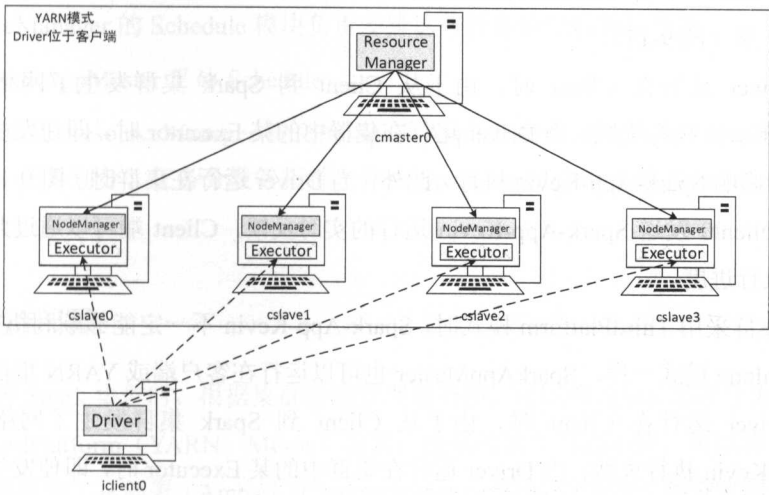 YARN模式
Driver位于客户端
Resource
Manager
cmaster0
NodeManager
Executor
NodeManager
Executor
NodeManager
Executor
NodeManager
Executor
cslave0
cslave1
cslave2
cslave3
Driver
iclient0